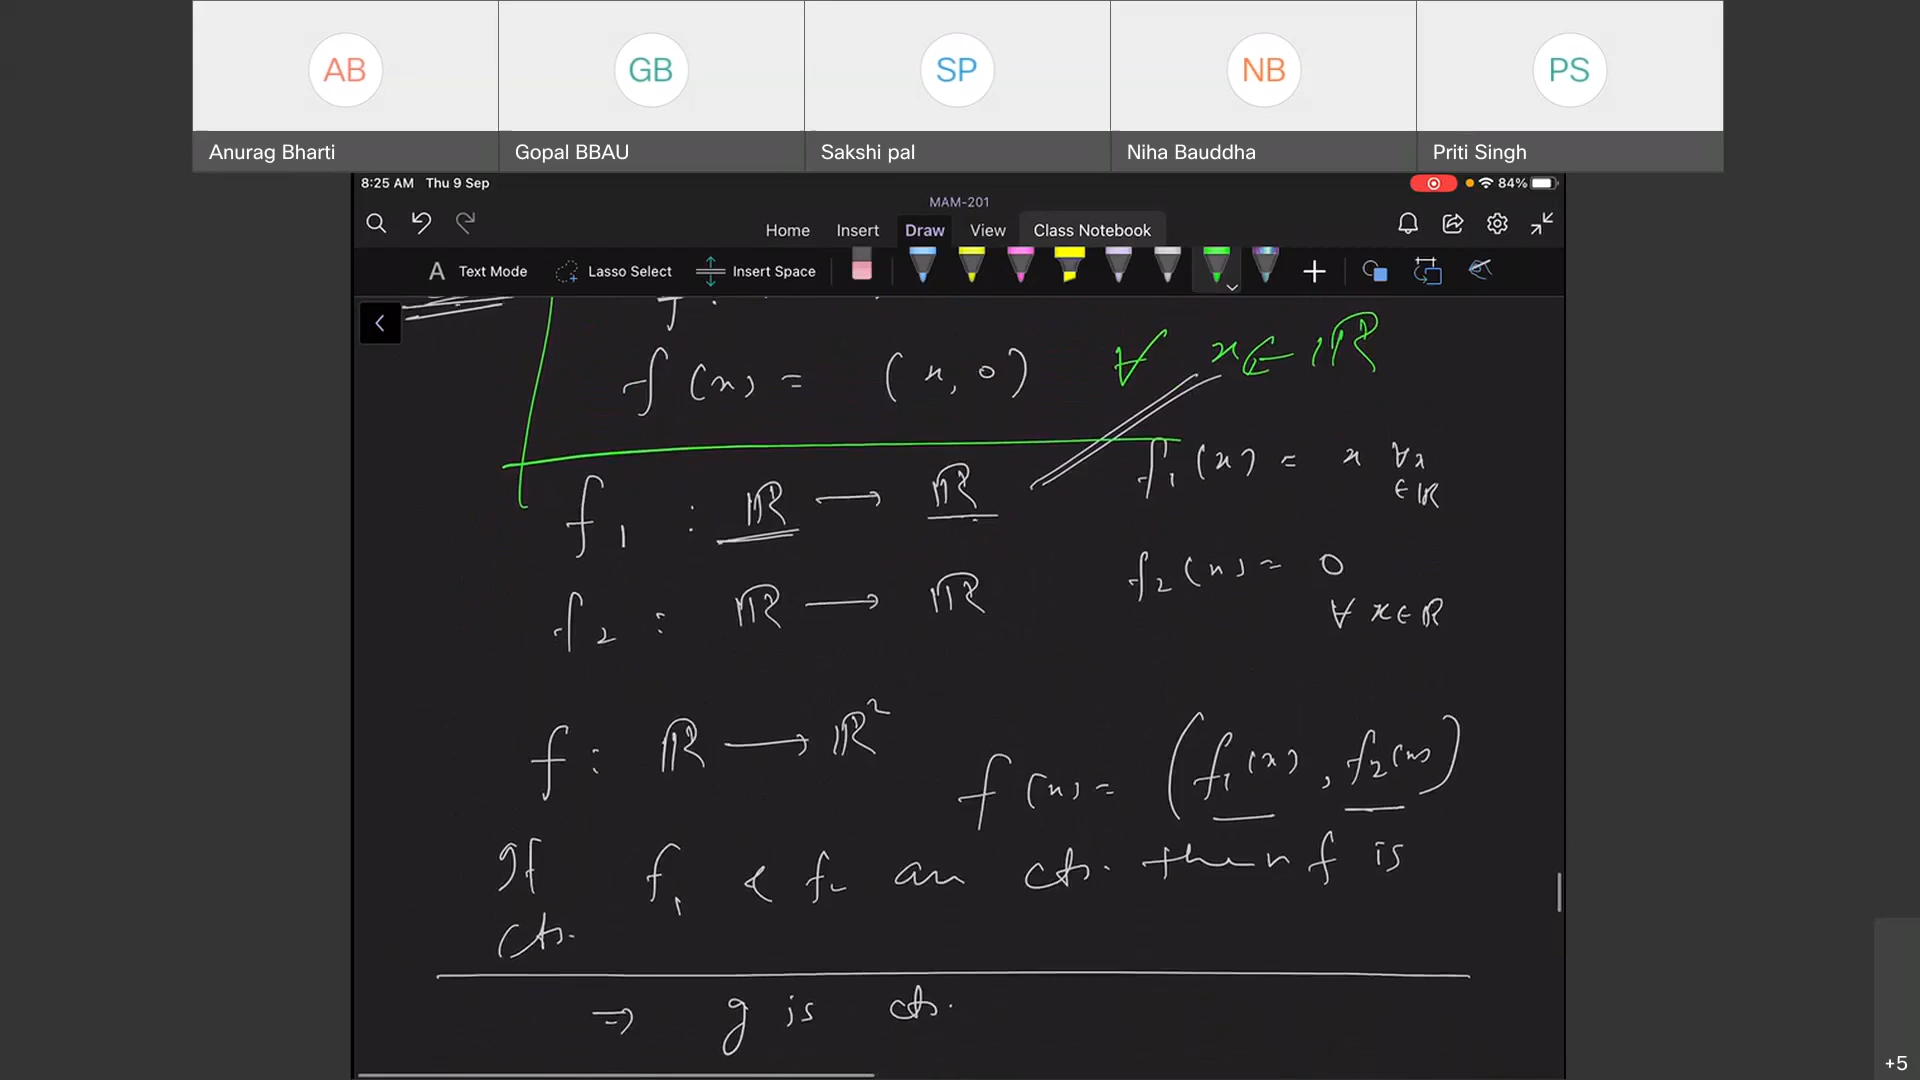 AB GB SP NB PS
Anurag Bharti Gopal BBAU Sakshi pal Niha Bauddha Priti Singh
8:25 AM Thu 9 Sep 84%
MAM-201
Home Insert Draw View Class Notebook
A Text Mode Lasso Select Insert Space
f(x) = (x, 0) ∀ x ∈ ℝ
f₁ : ℝ → ℝ f₁(x) = x ∀x
∈ ℝ
f₂ : ℝ → ℝ f₂(x) = 0
∀ x ∈ ℝ
f : ℝ → ℝ² f(x) = (f₁(x), f₂(x))
If f₁ & f₂ are cts. then f is
cts.
⇒ g is cts.
+5